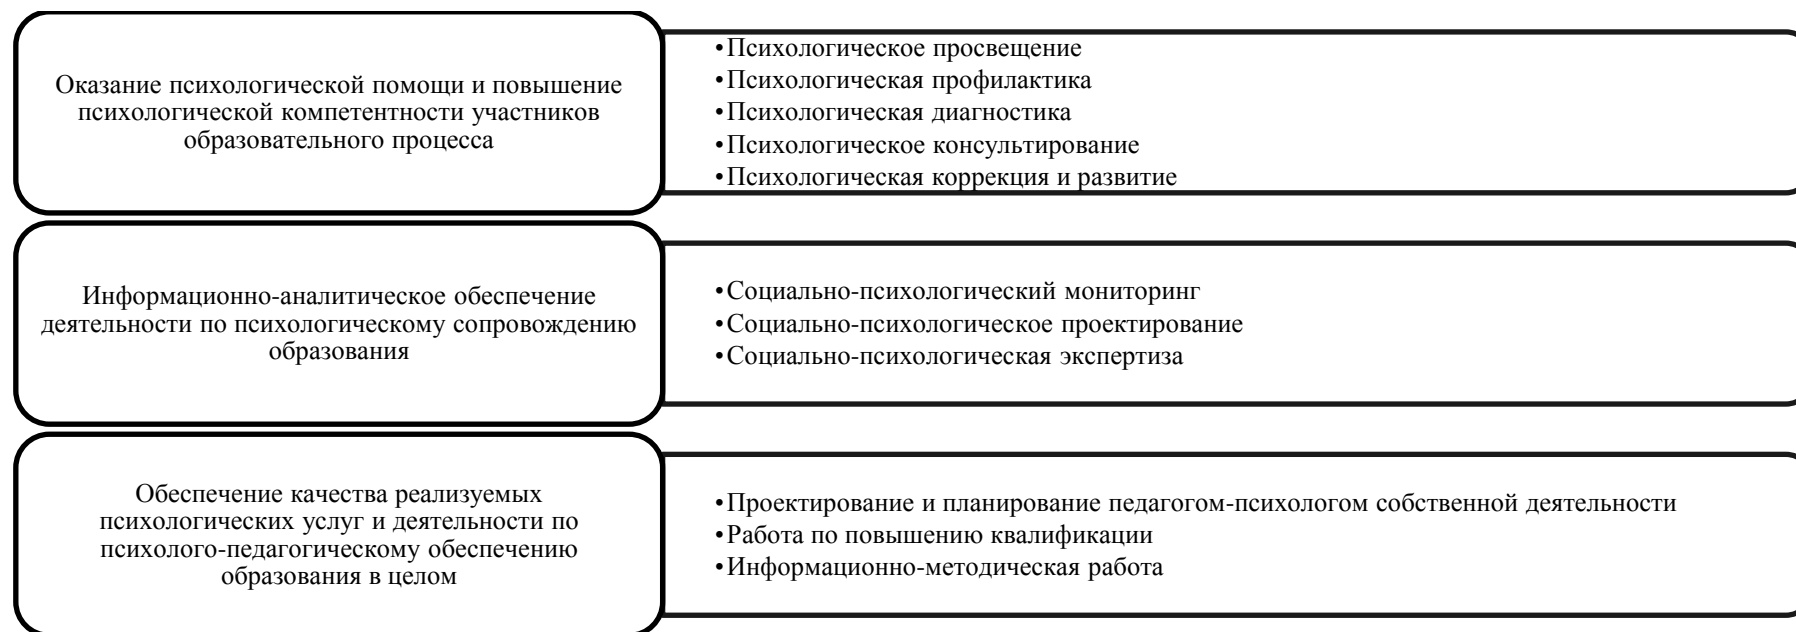 Оказание психологической помощи и повышение
психологической компетентности участников
образовательного процесса
•Психологическое просвещение
•Психологическая профилактика
•Психологическая диагностика
•Психологическое консультирование
•Психологическая коррекция и развитие
Информационно-аналитическое обеспечение
деятельности по психологическому сопровождению
образования
•Социально-психологический мониторинг
•Социально-психологическое проектирование
•Социально-психологическая экспертиза
Обеспечение качества реализуемых
психологических услуг и деятельности по
психолого-педагогическому обеспечению
образования в целом
•Проектирование и планирование педагогом-психологом собственной деятельности
•Работа по повышению квалификации
•Информационно-методическая работа